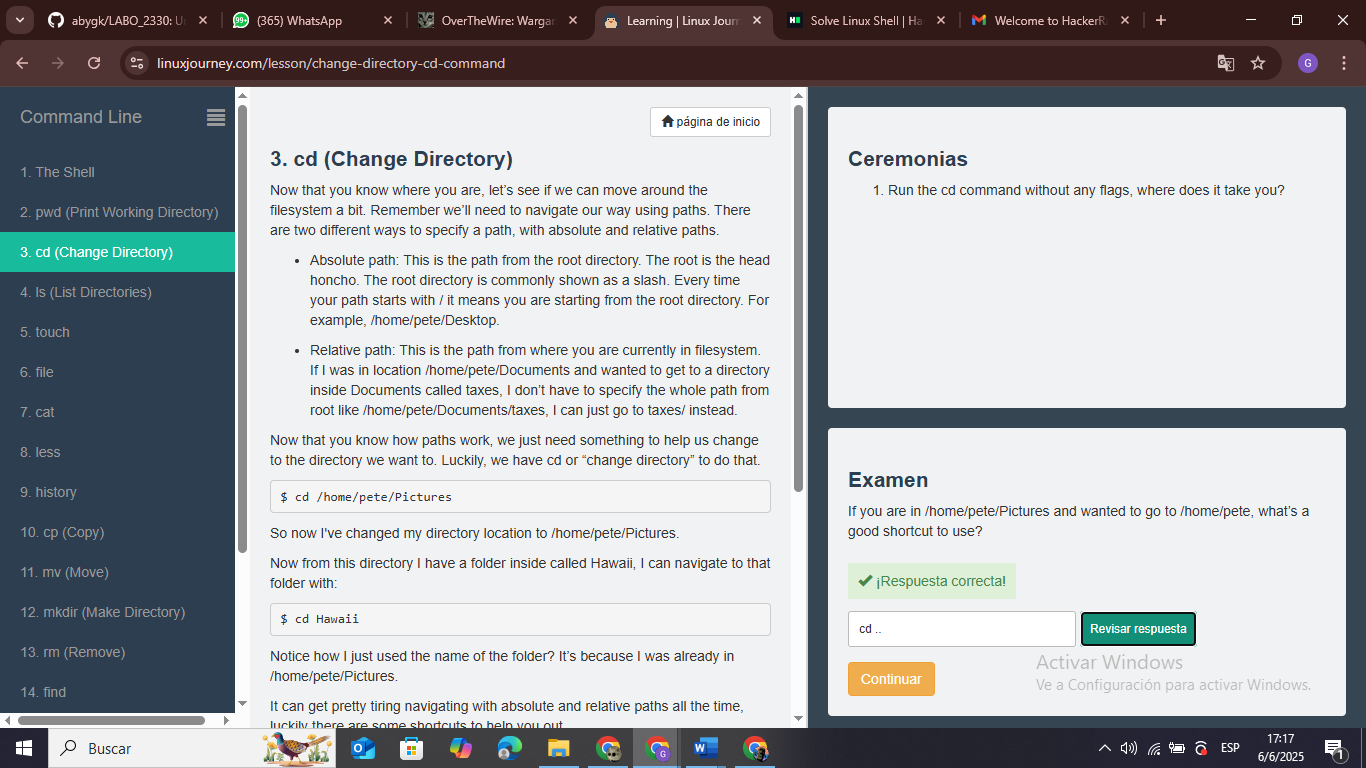 abygk/LABO_2330: U
(365) WhatsApp
OverTheWire: Wargar
Learning | Linux Jour
Solve Linux Shell | Ha
Welcome to HackerR
linuxjourney.com/lesson/change-directory-cd-command
G
Command Line
1. The Shell
2. pwd (Print Working Directory)
3. cd (Change Directory)
4. ls (List Directories)
5. touch
6. file
7. cat
8. less
9. history
10. cp (Copy)
11. mv (Move)
12. mkdir (Make Directory)
13. rm (Remove)
14. find
página de inicio
3. cd (Change Directory)
Now that you know where you are, let’s see if we can move around the
filesystem a bit. Remember we’ll need to navigate our way using paths. There
are two different ways to specify a path, with absolute and relative paths.
• Absolute path: This is the path from the root directory. The root is the head
honcho. The root directory is commonly shown as a slash. Every time
your path starts with / it means you are starting from the root directory. For
example, /home/pete/Desktop.
• Relative path: This is the path from where you are currently in filesystem.
If I was in location /home/pete/Documents and wanted to get to a directory
inside Documents called taxes, I don’t have to specify the whole path from
root like /home/pete/Documents/taxes, I can just go to taxes/ instead.
Now that you know how paths work, we just need something to help us change
to the directory we want to. Luckily, we have cd or “change directory” to do that.
$ cd /home/pete/Pictures
So now I've changed my directory location to /home/pete/Pictures.
Now from this directory I have a folder inside called Hawaii, I can navigate to that
folder with:
$ cd Hawaii
Notice how I just used the name of the folder? It’s because I was already in
/home/pete/Pictures.
It can get pretty tiring navigating with absolute and relative paths all the time,
luckily there are some shortcuts to help you out
Ceremonias
1. Run the cd command without any flags, where does it take you?
Examen
If you are in /home/pete/Pictures and wanted to go to /home/pete, what’s a
good shortcut to use?
¡Respuesta correcta!
cd ..
Revisar respuesta
Continuar
Activar Windows
Ve a Configuración para activar Windows.
Buscar
ESP
17:17
6/6/2025
1